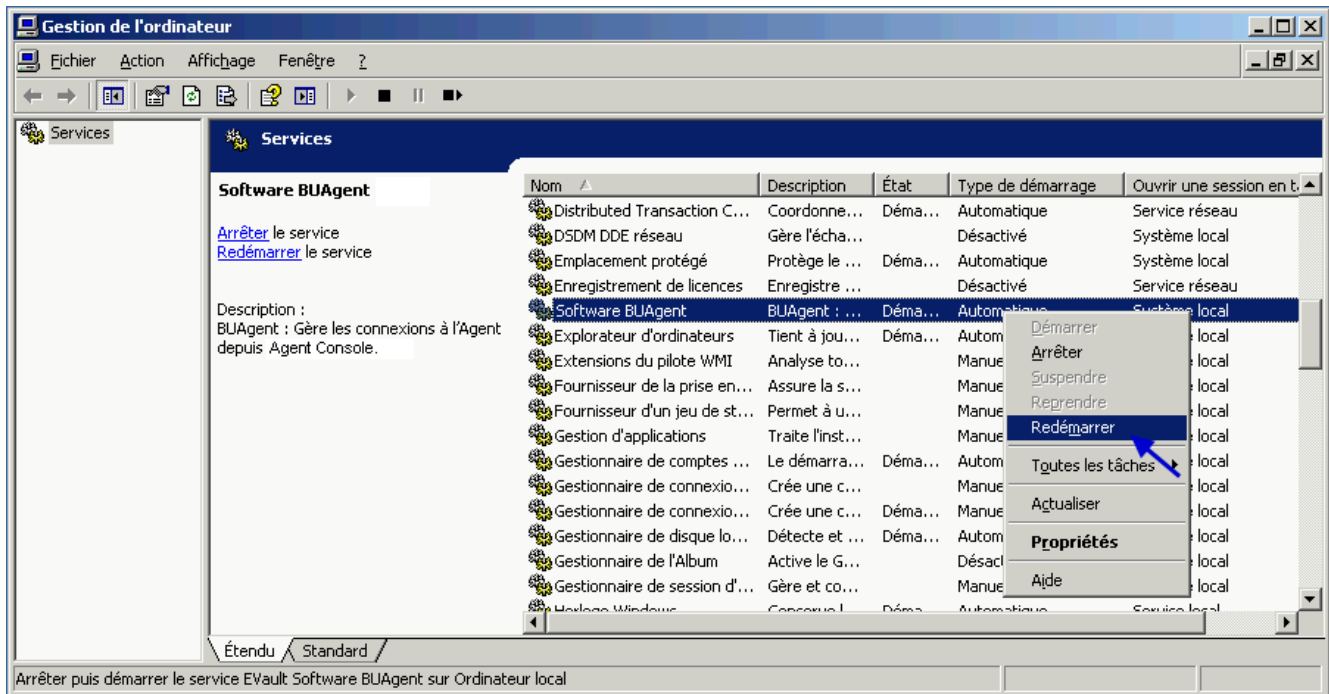 Gestion de l'ordinateur
Fichier Action Affichage Fenêtre ?
Services
Services
Software BUAgent
Arrêter le service
Redémarrer le service
Description :
BUAgent : Gère les connexions à l'Agent
depuis Agent Console.
Nom Description État Type de démarrage Ouvrir une session en t
Distributed Transaction C... Coordonne... Déma... Automatique Service réseau
DSDM DDE réseau Gère l'écha... Désactivé Système local
Emplacement protégé Protège le ... Déma... Automatique Système local
Enregistrement de licences Enregistre ... Désactivé Service réseau
Software BUAgent BUAgent : ... Déma... Automatique Système local
Explorateur d'ordinateurs Tient à jou... Déma... Autom local
Extensions du pilote WMI Analyse to... Manue local
Fournisseur de la prise en... Assure la s... Manue local
Fournisseur d'un jeu de st... Permet à u... Manue local
Gestion d'applications Traite l'inst... Manue local
Gestionnaire de comptes ... Le démarra... Déma... Autom local
Gestionnaire de connexio... Crée une c... Manue local
Gestionnaire de connexio... Crée une c... Déma... Manue local
Gestionnaire de disque lo... Détecte et ... Déma... Autom local
Gestionnaire de l'Album Active le G... Désac local
Gestionnaire de session d'... Gère et co... Manue local
Horloge Windows Conserve l Déma Automatique Service local
Démarrer
Arrêter
Suspendre
Reprendre
Redémarrer
Toutes les tâches
Actualiser
Propriétés
Aide
Étendu Standard
Arrêter puis démarrer le service EVault Software BUAgent sur Ordinateur local